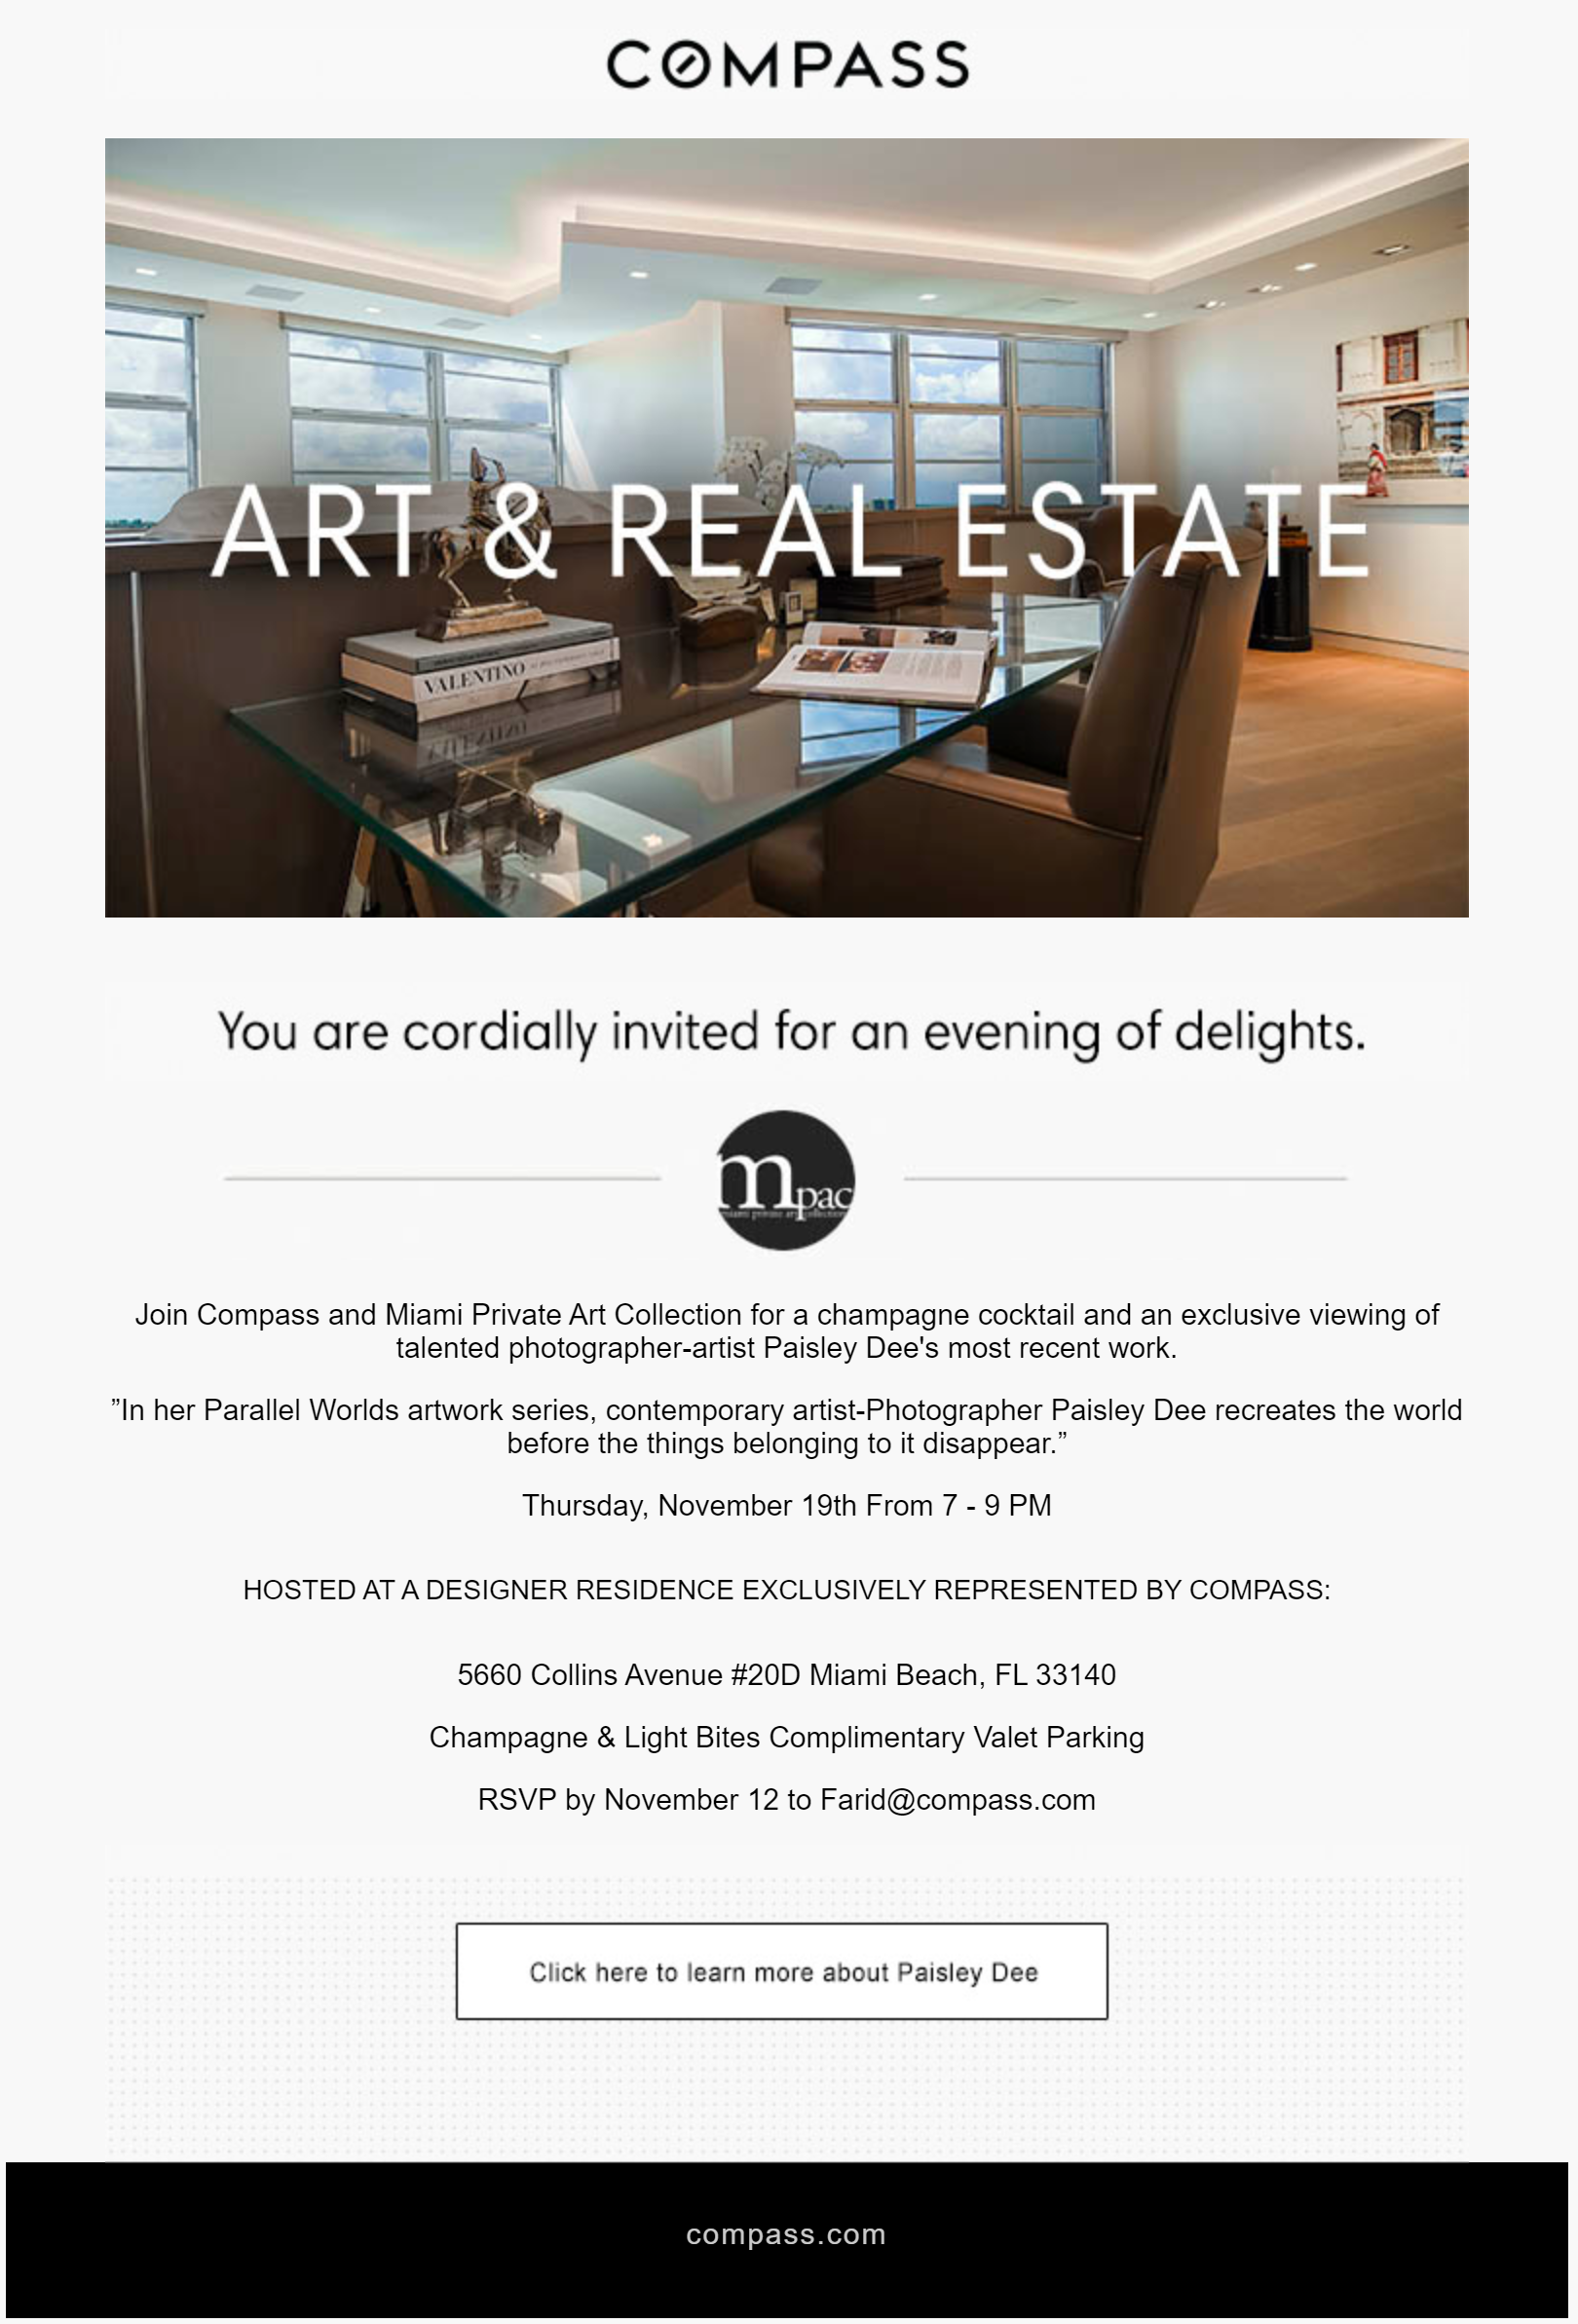 COMPASS
ART & REAL ESTATE
VALENTINO
You are cordially invited for an evening of delights.
mpac
miami private art collection
Join Compass and Miami Private Art Collection for a champagne cocktail and an exclusive viewing of
talented photographer-artist Paisley Dee's most recent work.
”In her Parallel Worlds artwork series, contemporary artist-Photographer Paisley Dee recreates the world
before the things belonging to it disappear.”
Thursday, November 19th From 7 - 9 PM
HOSTED AT A DESIGNER RESIDENCE EXCLUSIVELY REPRESENTED BY COMPASS:
5660 Collins Avenue #20D Miami Beach, FL 33140
Champagne & Light Bites Complimentary Valet Parking
RSVP by November 12 to Farid@compass.com
Click here to learn more about Paisley Dee
compass.com